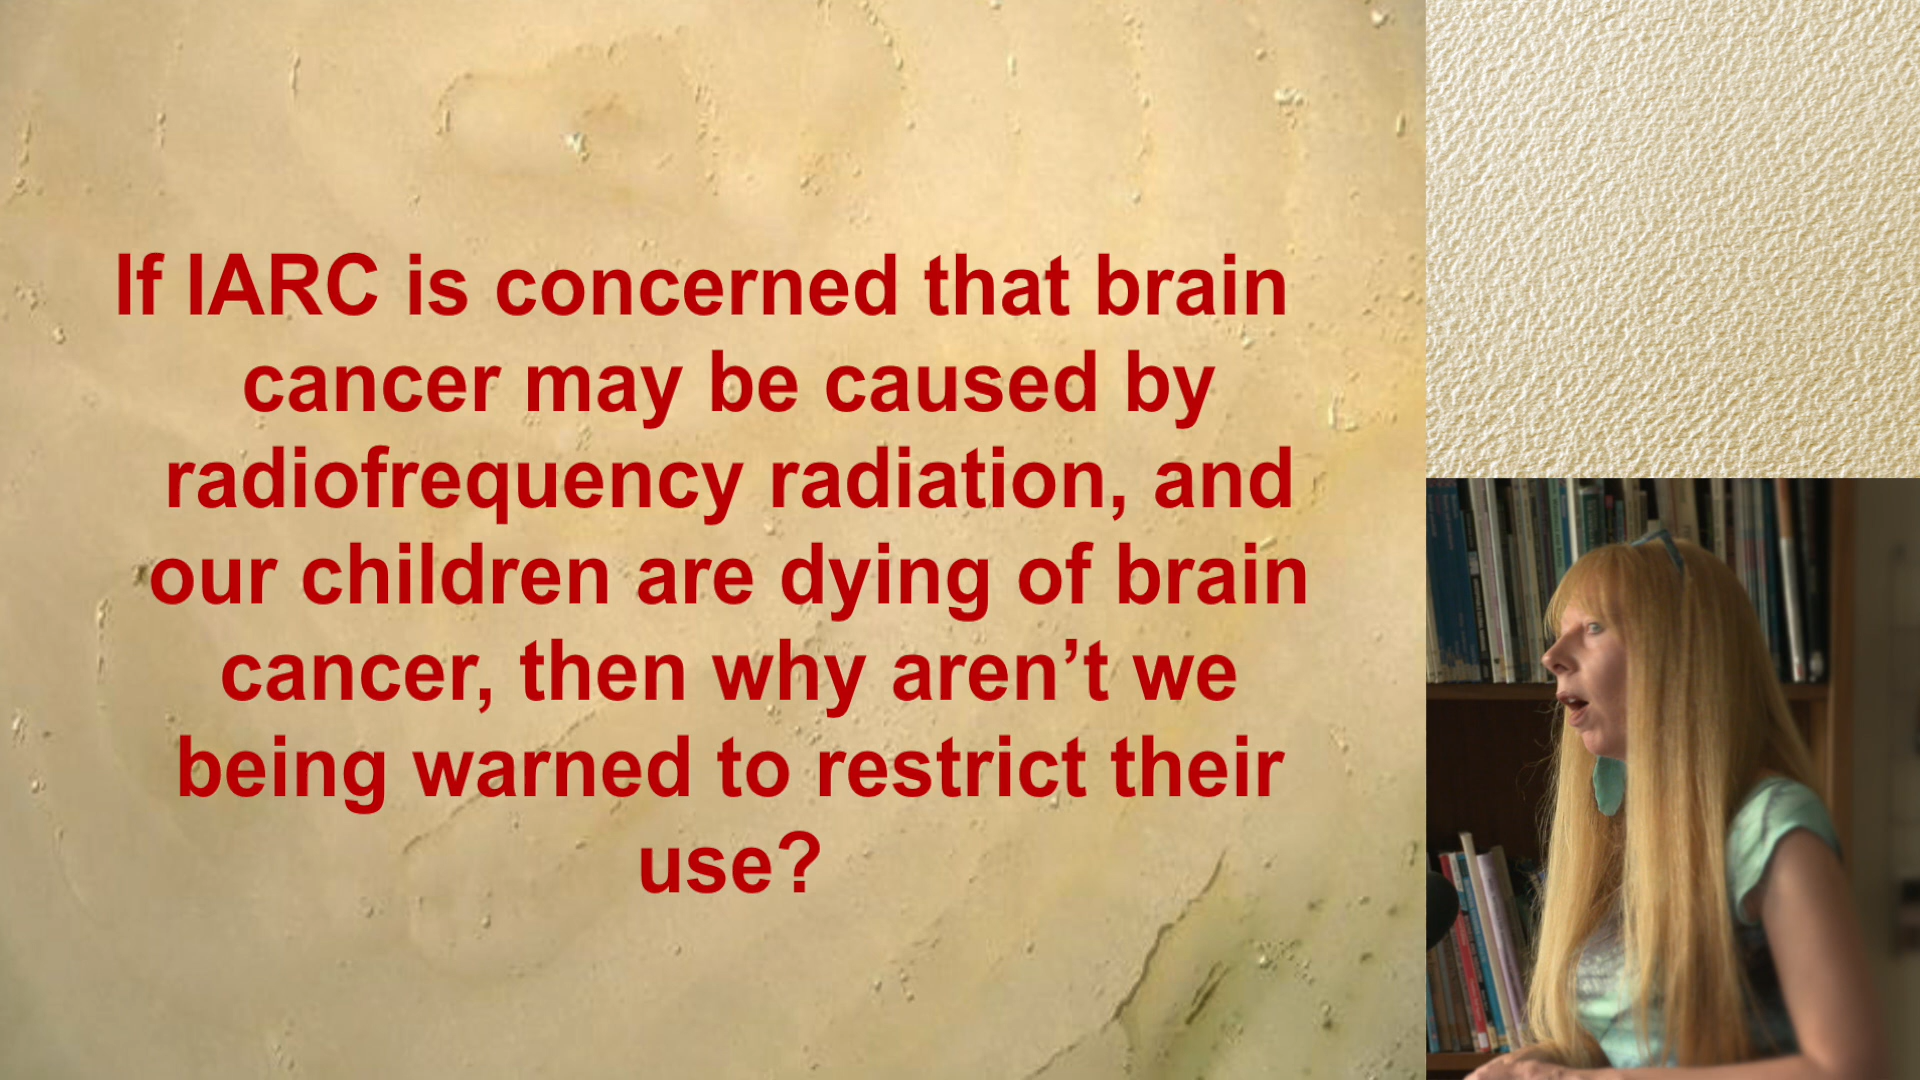 If IARC is concerned that brain
cancer may be caused by
radiofrequency radiation, and
our children are dying of brain
cancer, then why aren’t we
being warned to restrict their
use?